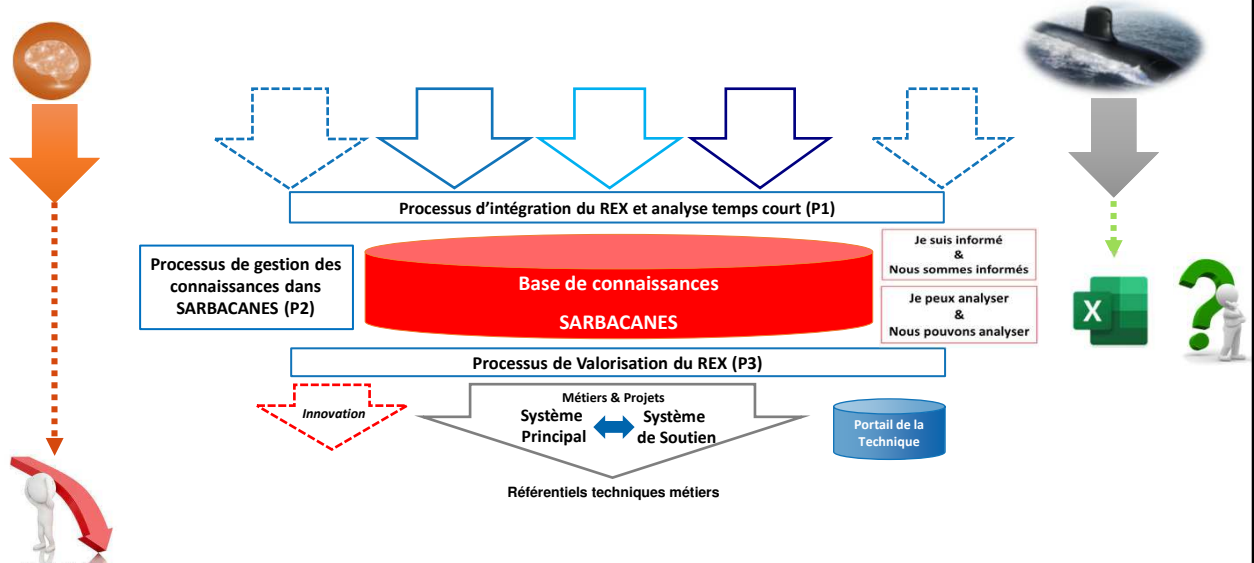 Processus d'intégration du REX et analyse temps court (P1)
Processus de gestion des
connaissances dans
SARBACANES (P2)
Base de connaissances
SARBACANES
Je suis informé
&
Nous sommes informés
Je peux analyser
&
Nous pouvons analyser
X
?
Processus de Valorisation du REX (P3)
Innovation
Métiers & Projets
Système
Principal
Système
de Soutien
Portail de la
Technique
Référentiels techniques métiers